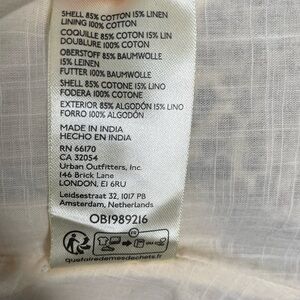 SHELL 85% COTTON 15% LINEN
LINING 100% COTTON
COQUILLE 85% COTON 15% LIN
DOUBLURE 100% COTON
OBERSTOFF 85% BAUMWOLLE
15% LEINEN
FUTTER 100% BAUMWOLLE
SHELL 85% COTONE 15% LINO
FODERA 100% COTONE
EXTERIOR 85% ALGODÓN 15% LINO
FORRO 100% ALGODÓN
MADE IN INDIA
HECHO EN INDIA
RN 66170
CA 32054
Urban Outfitters, Inc.
146 Brick Lane
LONDON, E1 6RU
Leidsestraat 32, 1017 PB
Amsterdam, Netherlands
OB1989216
FR
quefairedemesdechets.fr